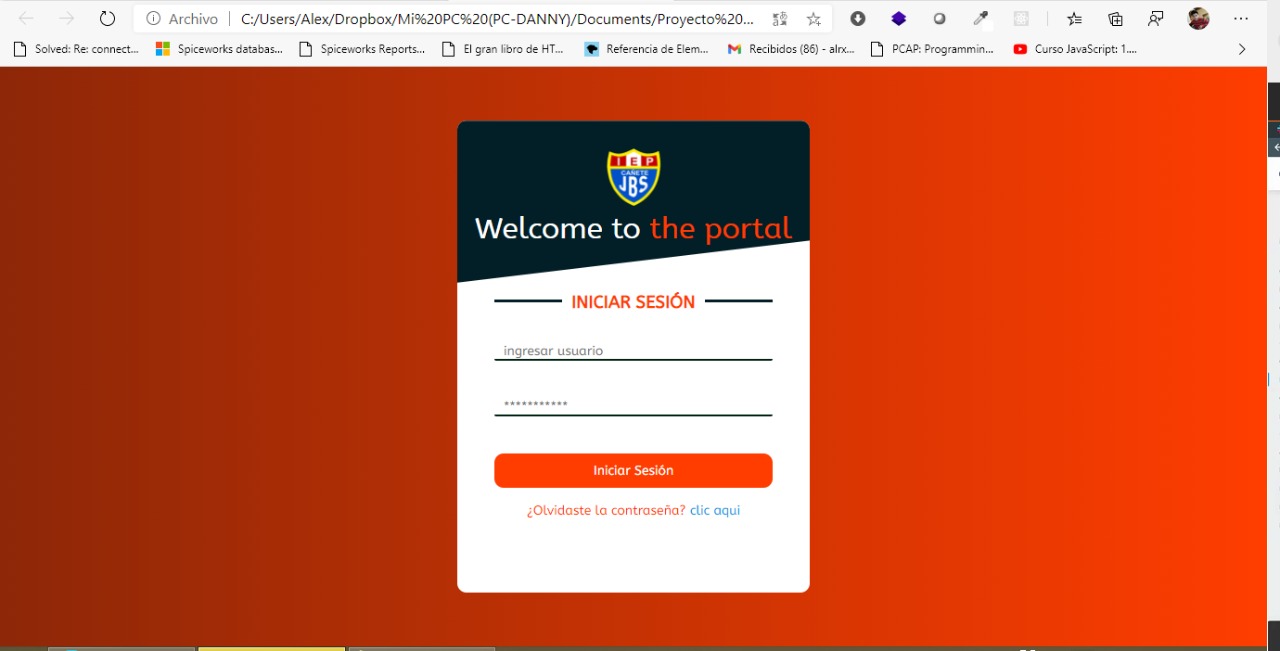 Archivo C:/Users/Alex/Dropbox/Mi%20PC%20(PC-DANNY)/Documents/Proyecto%20...
Solved: Re: connect... Spiceworks databas... Spiceworks Reports... El gran libro de HT... Referencia de Elem... Recibidos (86) - alrx... PCAP: Programmin... Curso JavaScript: 1....
IEP
CAÑETE
JBS
Welcome to the portal
INICIAR SESIÓN
ingresar usuario
***********
Iniciar Sesión
¿Olvidaste la contraseña? clic aqui